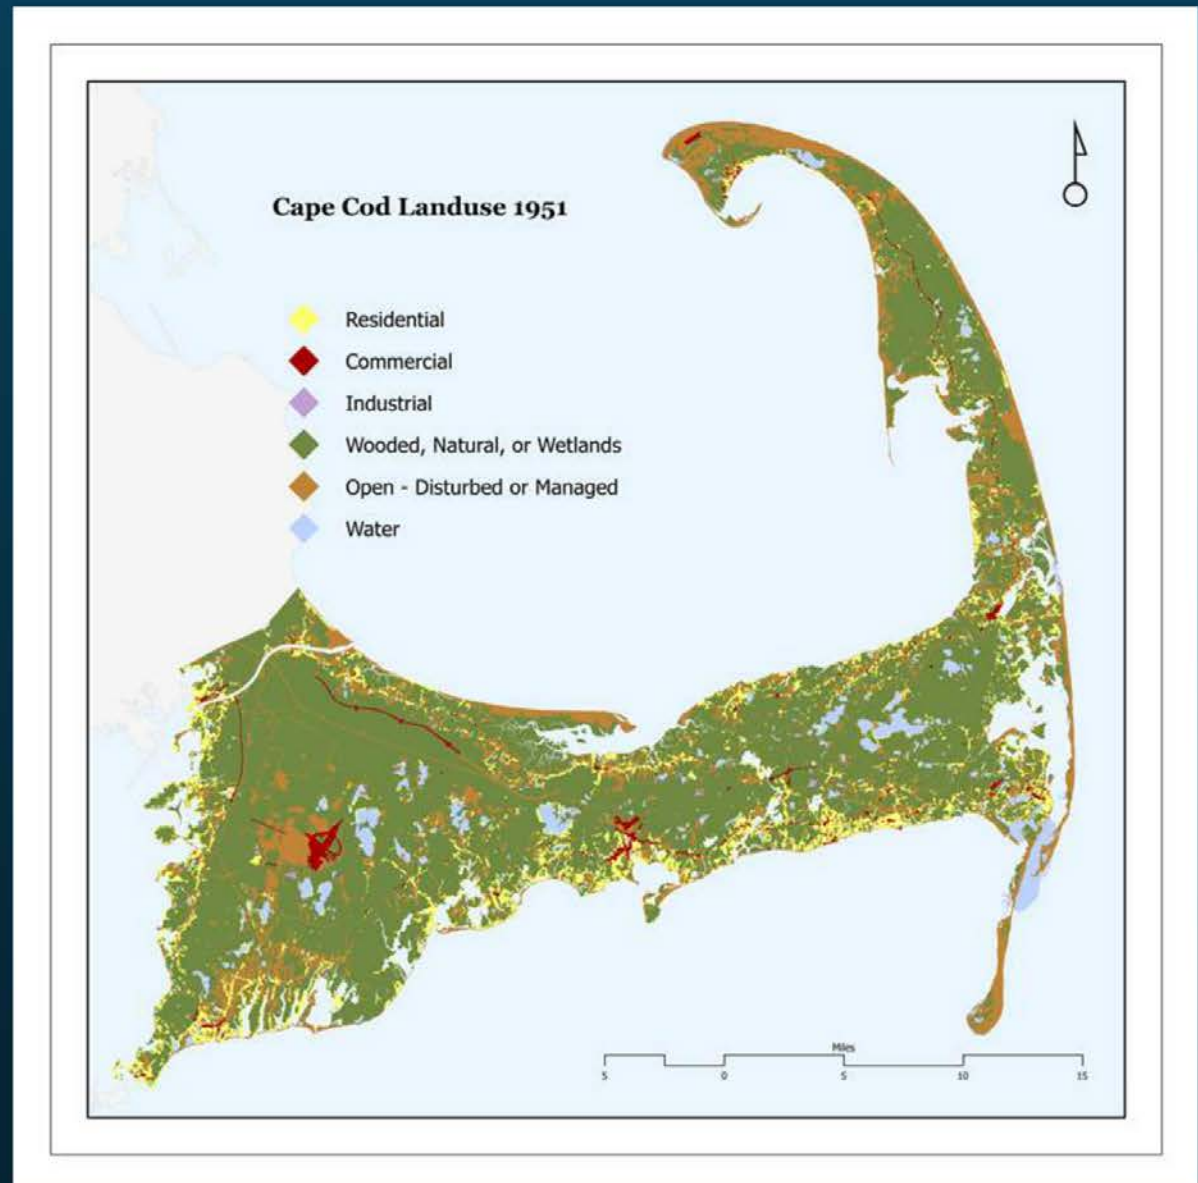 Cape Cod Landuse 1951
Residential
Commercial
Industrial
Wooded, Natural, or Wetlands
Open - Disturbed or Managed
Water
Miles
5 0 5 10 15